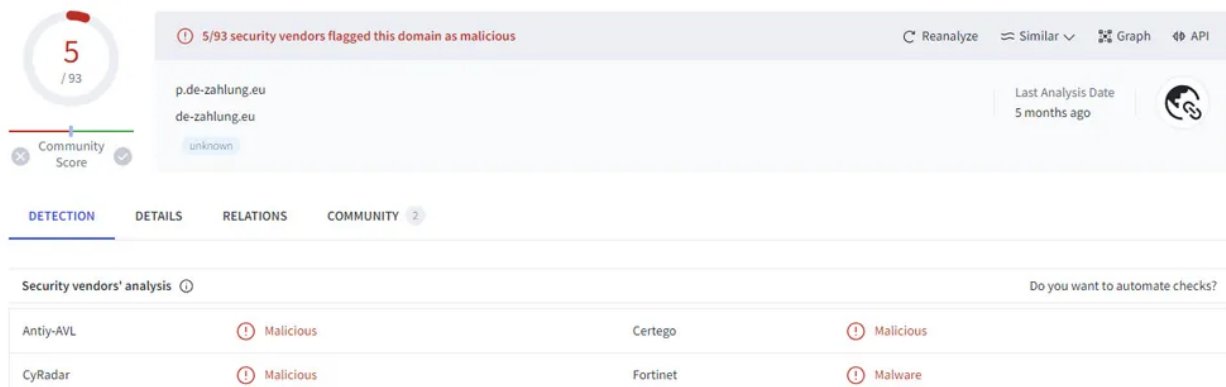 5
/ 93
Community
Score
5/93 security vendors flagged this domain as malicious
Reanalyze
Similar
Graph
API
p.de-zahlung.eu
de-zahlung.eu
unknown
Last Analysis Date
5 months ago
DETECTION
DETAILS
RELATIONS
COMMUNITY 2
Security vendors' analysis
Do you want to automate checks?
Antiy-AVL
Malicious
Certego
Malicious
CyRadar
Malicious
Fortinet
Malware